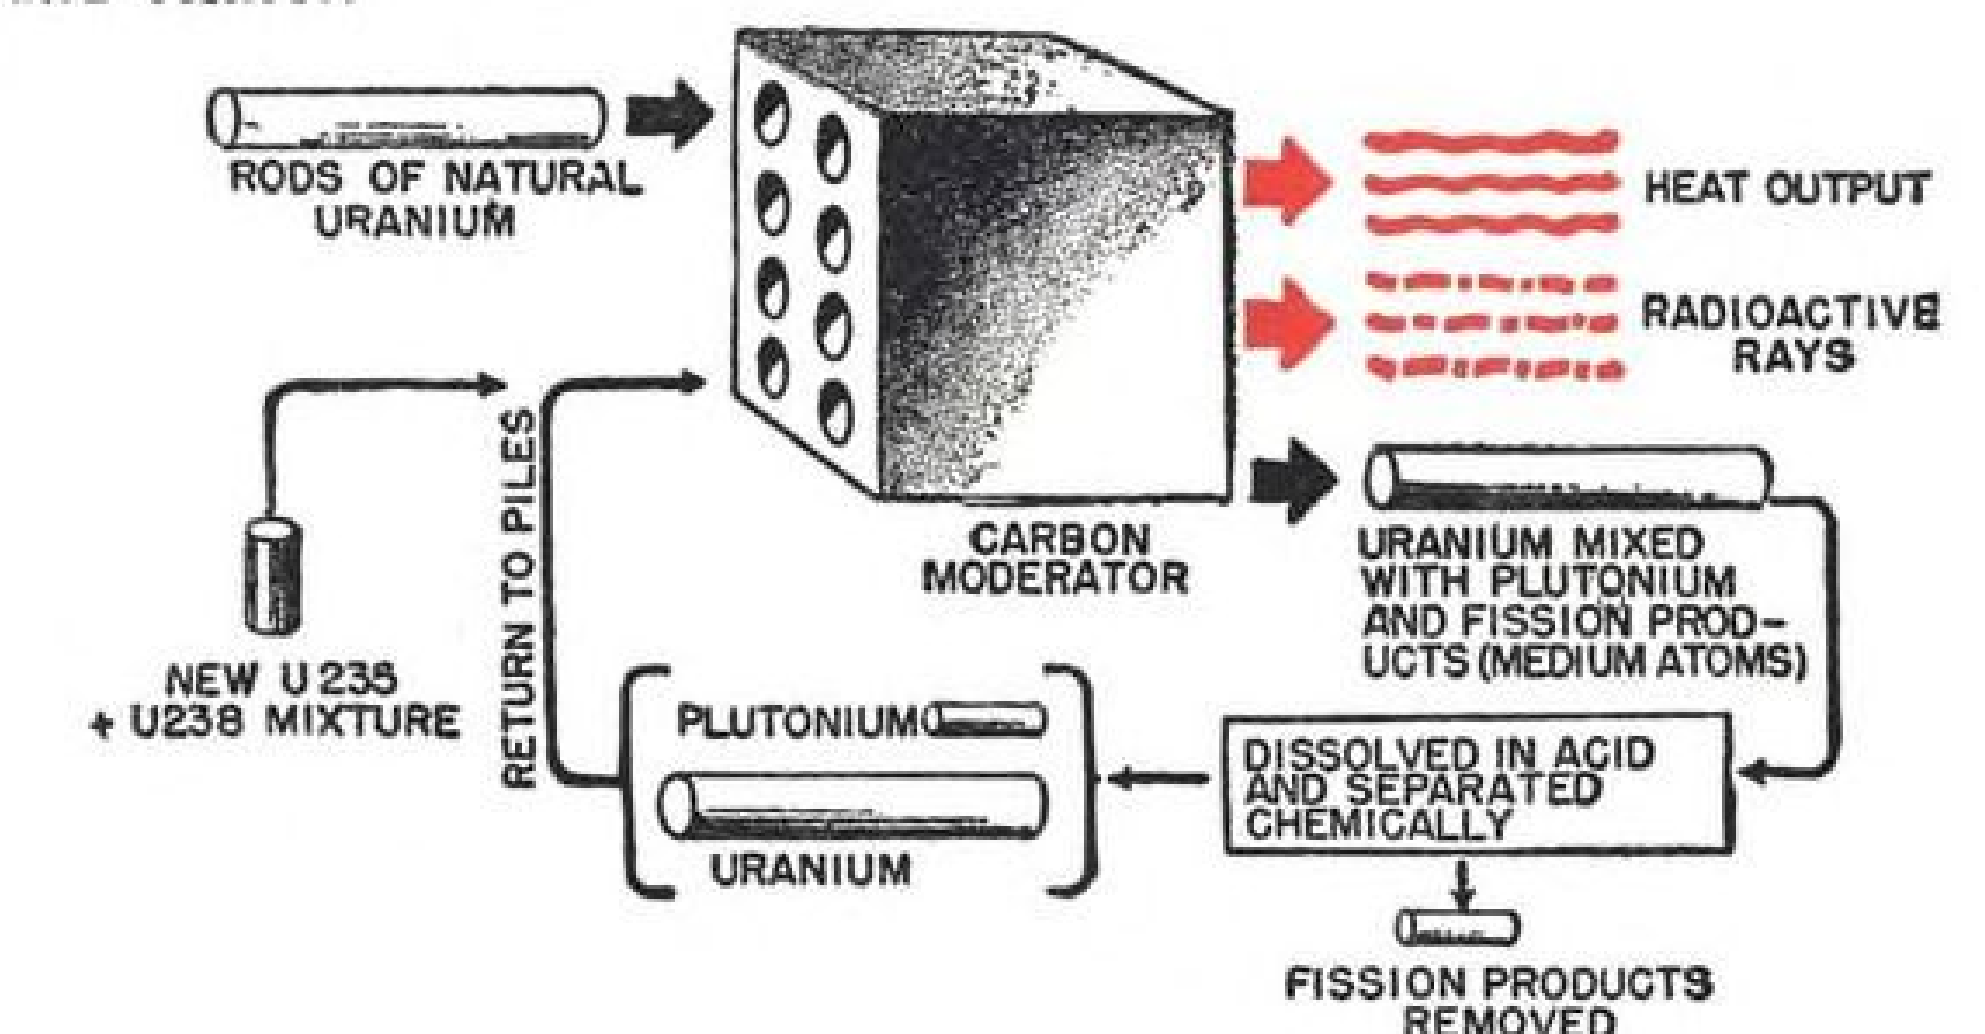 RODS OF NATURAL
URANIUM
HEAT OUTPUT
RADIOACTIVE
RAYS
CARBON
MODERATOR
URANIUM MIXED
WITH PLUTONIUM
AND FISSION PROD-
UCTS (MEDIUM ATOMS)
RETURN TO PILES
NEW U 235
+ U238 MIXTURE
PLUTONIUM
URANIUM
DISSOLVED IN ACID
AND SEPARATED
CHEMICALLY
FISSION PRODUCTS
REMOVED